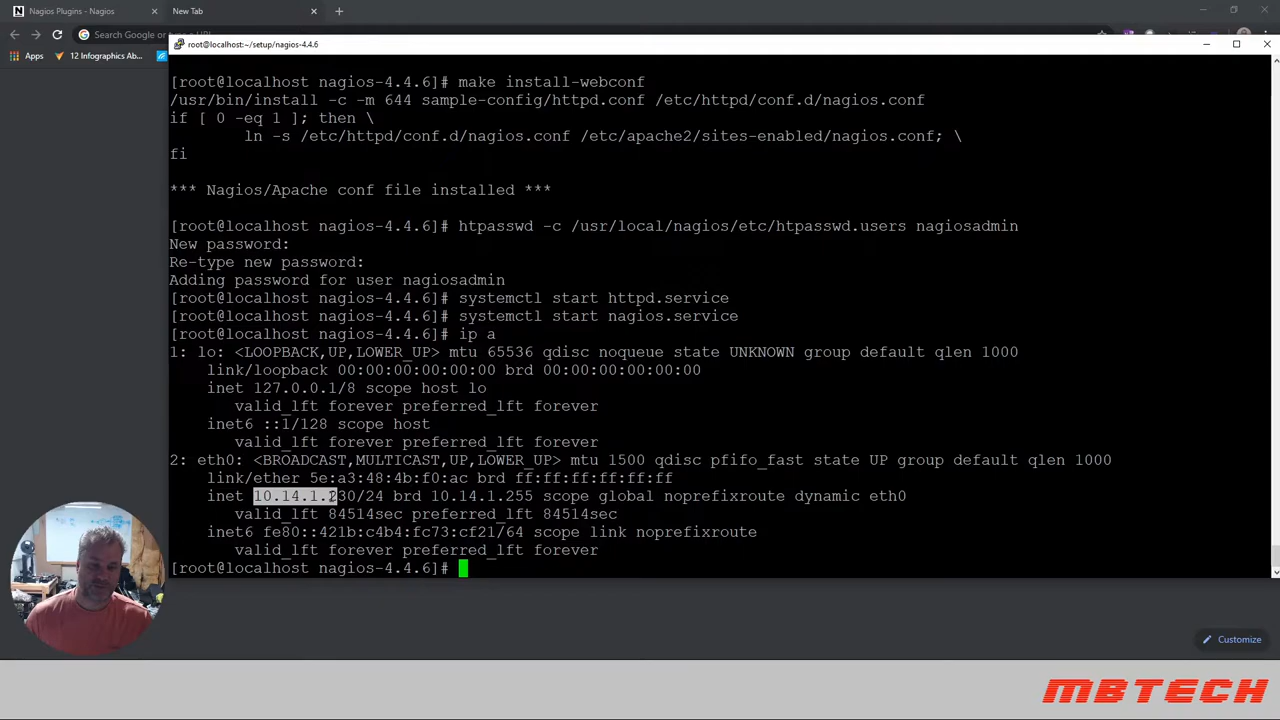 Nagios Plugins - Nagios
New Tab
Search Google or type a URL
Apps
12 Infographics Ab...
root@localhost:~/setup/nagios-4.4.6
[root@localhost nagios-4.4.6]# make install-webconf
/usr/bin/install -c -m 644 sample-config/httpd.conf /etc/httpd/conf.d/nagios.conf
if [ 0 -eq 1 ]; then \
ln -s /etc/httpd/conf.d/nagios.conf /etc/apache2/sites-enabled/nagios.conf; \
fi
*** Nagios/Apache conf file installed ***
[root@localhost nagios-4.4.6]# htpasswd -c /usr/local/nagios/etc/htpasswd.users nagiosadmin
New password:
Re-type new password:
Adding password for user nagiosadmin
[root@localhost nagios-4.4.6]# systemctl start httpd.service
[root@localhost nagios-4.4.6]# systemctl start nagios.service
[root@localhost nagios-4.4.6]# ip a
1: lo: <LOOPBACK,UP,LOWER_UP> mtu 65536 qdisc noqueue state UNKNOWN group default qlen 1000
link/loopback 00:00:00:00:00:00 brd 00:00:00:00:00:00
inet 127.0.0.1/8 scope host lo
valid_lft forever preferred_lft forever
inet6 ::1/128 scope host
valid_lft forever preferred_lft forever
2: eth0: <BROADCAST,MULTICAST,UP,LOWER_UP> mtu 1500 qdisc pfifo_fast state UP group default qlen 1000
link/ether 5e:a3:48:4b:f0:ac brd ff:ff:ff:ff:ff:ff
inet 10.14.1.230/24 brd 10.14.1.255 scope global noprefixroute dynamic eth0
valid_lft 84514sec preferred_lft 84514sec
inet6 fe80::421b:c4b4:fc73:cf21/64 scope link noprefixroute
valid_lft forever preferred_lft forever
[root@localhost nagios-4.4.6]#
Customize
MBTECH